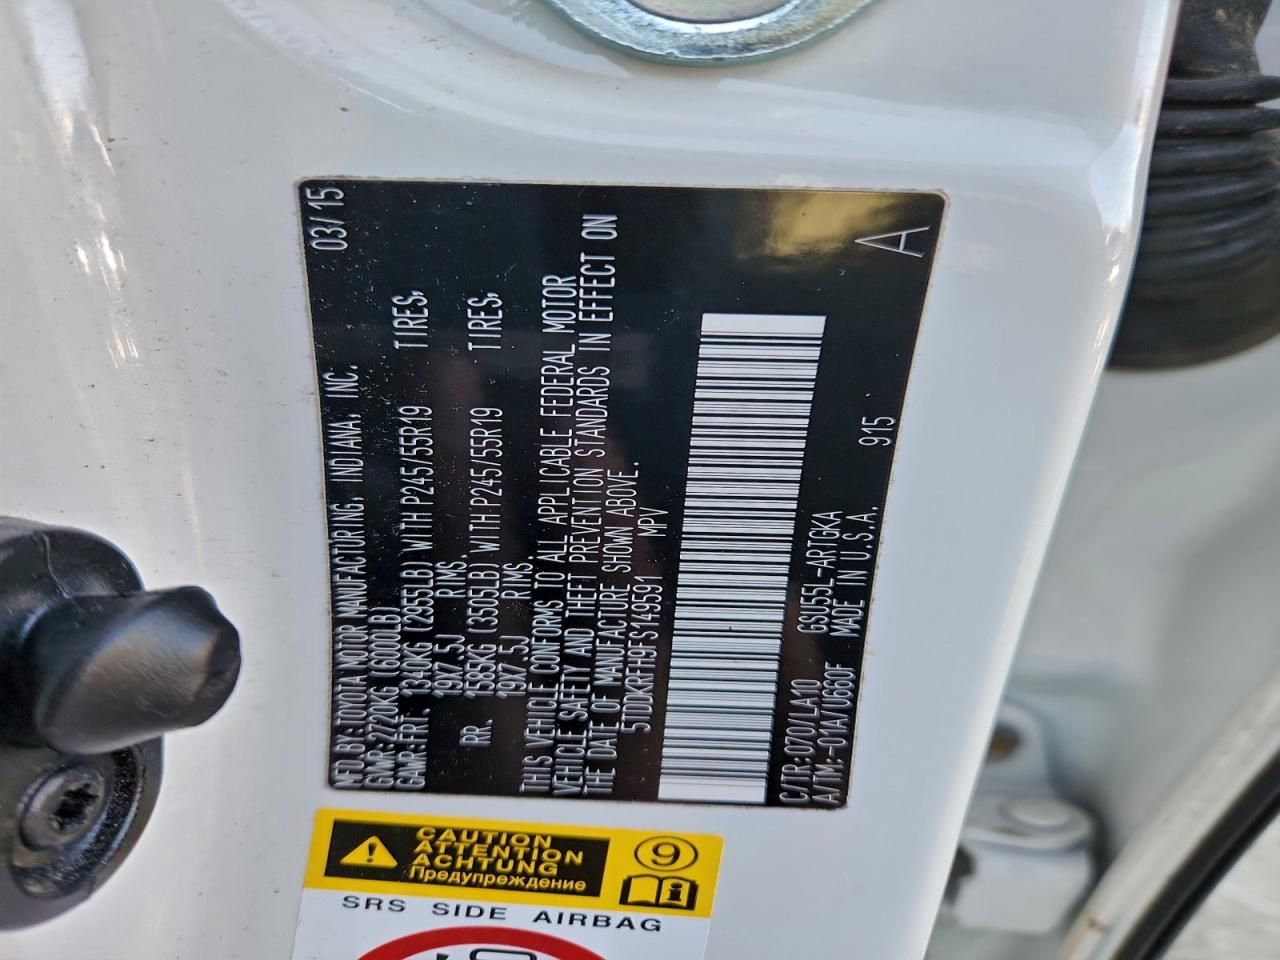 MFD.BY:TOYOTA MOTOR MANUFACTURING, INDIANA, INC. 03/15
GVWR:2720KG (6000LB)
GAWR:FRT. 1340KG (2955LB) WITH P245/55R19 TIRES,
19X7.5J RIMS.
RR. 1585KG (3505LB) WITH P245/55R19 TIRES,
19X7.5J RIMS.
THIS VEHICLE CONFORMS TO ALL APPLICABLE FEDERAL MOTOR
VEHICLE SAFETY AND THEFT PREVENTION STANDARDS IN EFFECT ON
THE DATE OF MANUFACTURE SHOWN ABOVE.
5TDDKRFH9FS149591 MPV
C/TR:070/LA10 GSU55L-ARTGKA
A/TM:-01A/U660F MADE IN U.S.A. 915
A
CAUTION
ATTENTION
ACHTUNG
Предупреждение
9
i
SRS SIDE AIRBAG